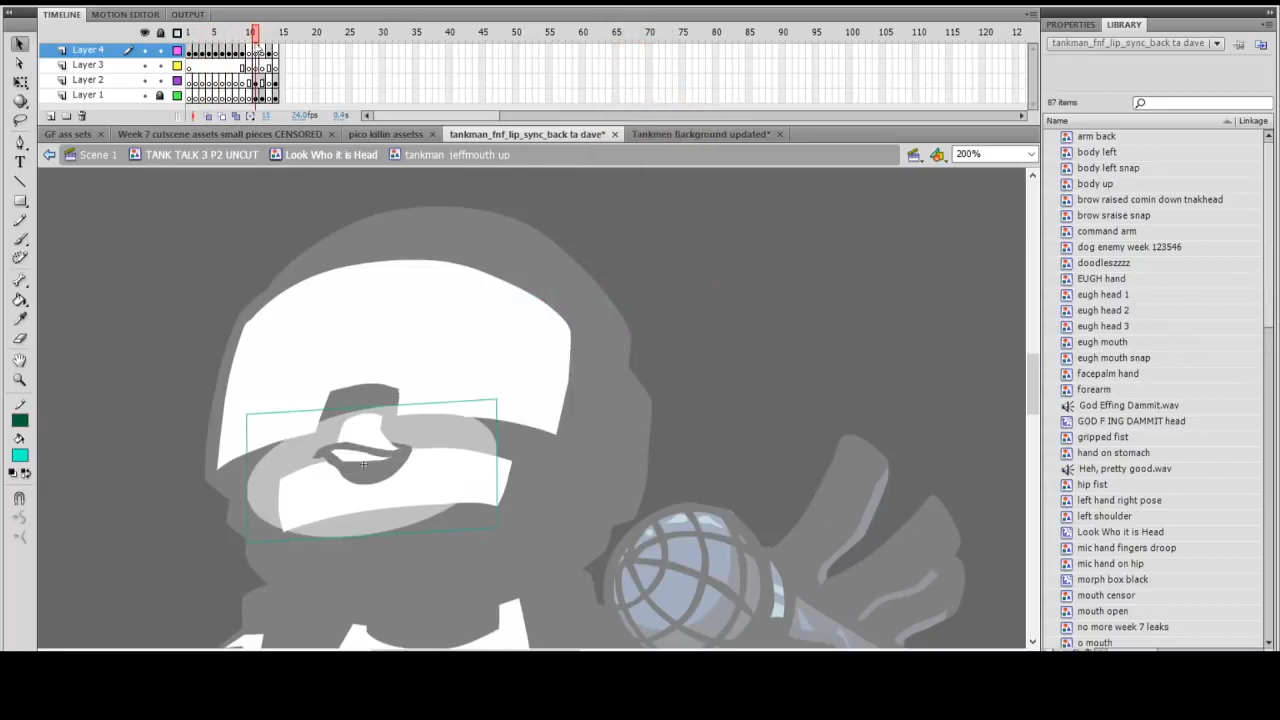 TIMELINE MOTION EDITOR OUTPUT PROPERTIES LIBRARY
1 5 10 15 20 25 30 35 40 45 50 55 60 65 70 75 80 85 90 95 100 105 110 115 120 12
tankman_fnf_lip_sync_back ta dave
Layer 4
Layer 3
Layer 2
Layer 1
11 24.0fps 0.4s
87 items
Name Linkage
GF ass sets × Week 7 cutscene assets small pieces CENSORED × pico killin assetss × tankman_fnf_lip_sync_back ta dave* × Tankmen Background updated* ×
Scene 1 TANK TALK 3 P2 UNCUT Look Who it is Head tankman jeffmouth up 200%
arm back
body left
body left snap
body up
brow raised comin down tnakhead
brow sraise snap
command arm
dog enemy week 123546
doodleszzzz
EUGH hand
eugh head 1
eugh head 2
eugh head 3
eugh mouth
eugh mouth snap
facepalm hand
forearm
God Effing Dammit.wav
GOD F ING DAMMIT head
gripped fist
hand on stomach
Heh, pretty good.wav
hip fist
left hand right pose
left shoulder
Look Who it is Head
mic hand fingers droop
mic hand on hip
morph box black
mouth censor
mouth open
no more week 7 leaks
o mouth